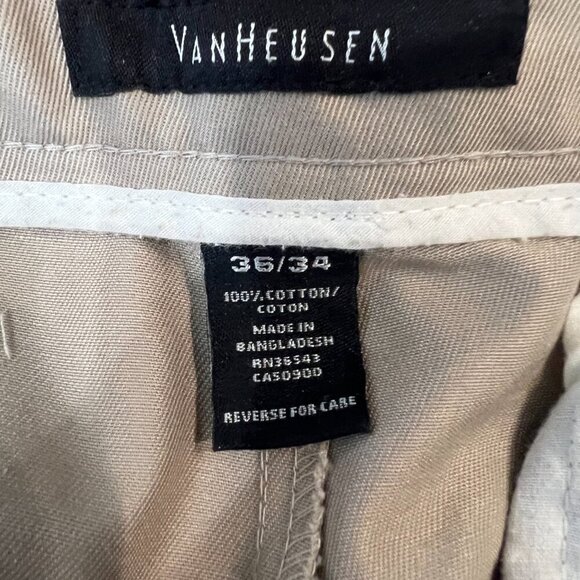 VANHEUSEN
36/34
100% COTTON/
COTON
MADE IN
BANGLADESH
RN36543
CA50900
REVERSE FOR CARE